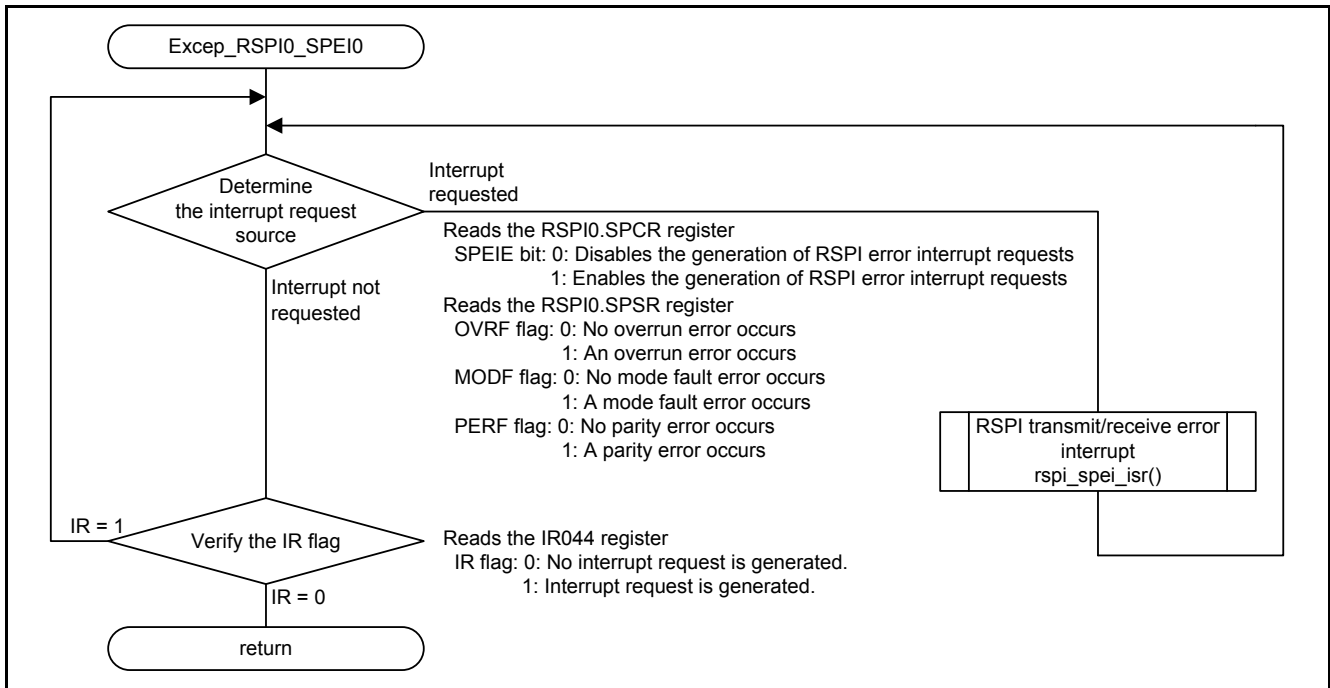 Excep_RSPI0_SPEI0
Determine
the interrupt request
source
Interrupt
requested
Reads the RSPI0.SPCR register
SPEIE bit: 0: Disables the generation of RSPI error interrupt requests
1: Enables the generation of RSPI error interrupt requests
Interrupt not
requested
Reads the RSPI0.SPSR register
OVRF flag: 0: No overrun error occurs
1: An overrun error occurs
MODF flag: 0: No mode fault error occurs
1: A mode fault error occurs
PERF flag: 0: No parity error occurs
1: A parity error occurs
RSPI transmit/receive error
interrupt
rspi_spei_isr()
IR = 1
Verify the IR flag
Reads the IR044 register
IR flag: 0: No interrupt request is generated.
1: Interrupt request is generated.
IR = 0
return